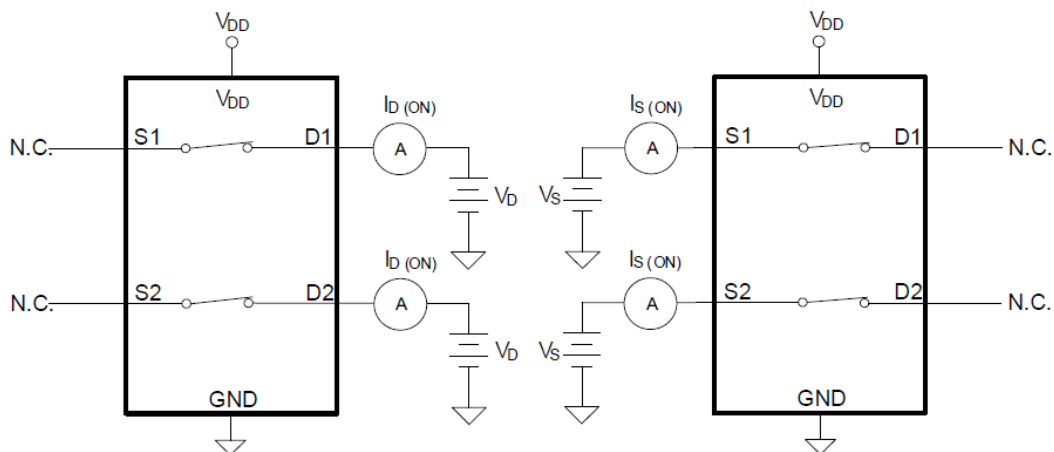 VDD
VDD
ID (ON)
N.C.
S1
D1
A
VD
ID (ON)
N.C.
S2
D2
A
VD
GND
VDD
VDD
IS (ON)
A
S1
D1
N.C.
VS
IS (ON)
A
S2
D2
N.C.
VS
GND